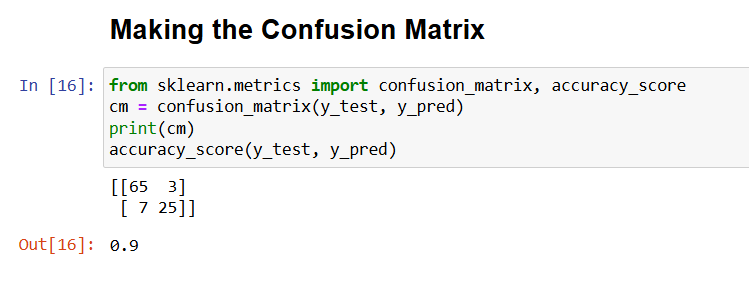 Making the Confusion Matrix
In [16]: from sklearn.metrics import confusion_matrix, accuracy_score
cm = confusion_matrix(y_test, y_pred)
print(cm)
accuracy_score(y_test, y_pred)
[[65  3]
 [ 7 25]]
Out[16]: 0.9